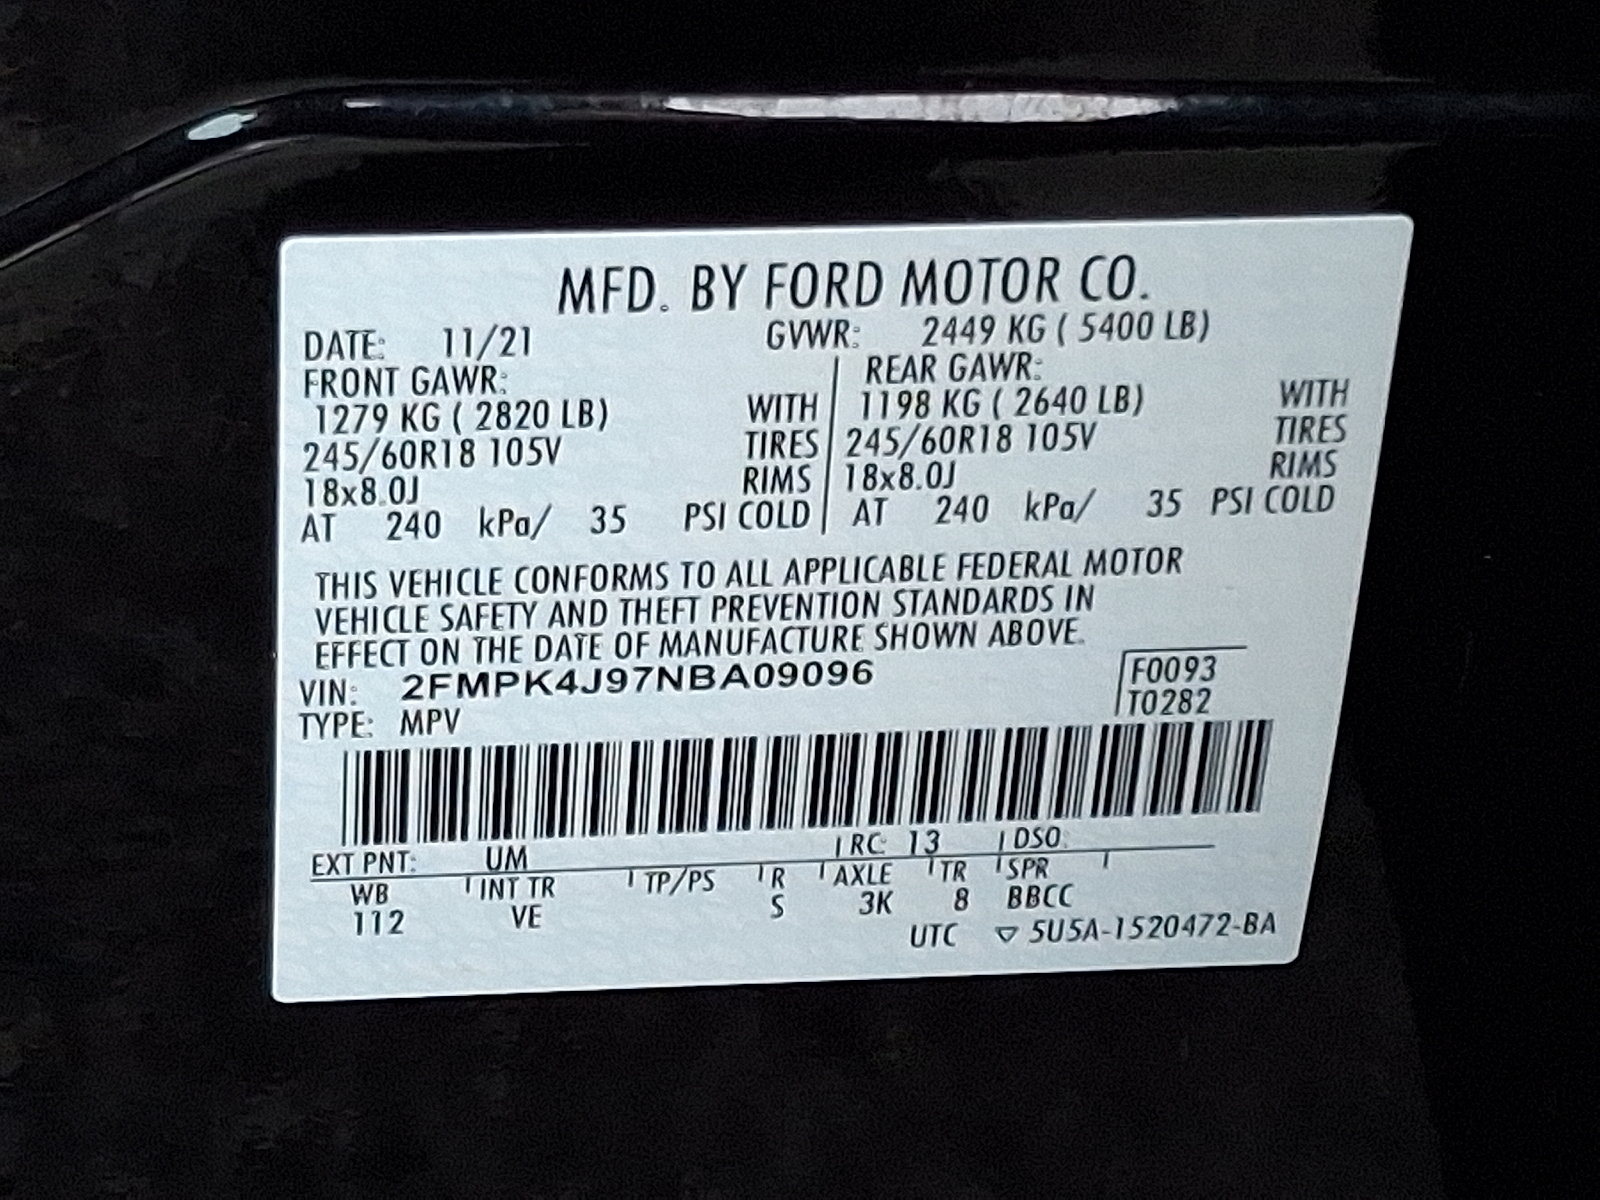 MFD. BY FORD MOTOR CO.
DATE: 11/21 GVWR: 2449 KG ( 5400 LB)
FRONT GAWR: REAR GAWR:
1279 KG ( 2820 LB) WITH 1198 KG ( 2640 LB) WITH
245/60R18 105V TIRES 245/60R18 105V TIRES
18x8.0J RIMS 18x8.0J RIMS
AT 240 kPa/ 35 PSI COLD AT 240 kPa/ 35 PSI COLD
THIS VEHICLE CONFORMS TO ALL APPLICABLE FEDERAL MOTOR
VEHICLE SAFETY AND THEFT PREVENTION STANDARDS IN
EFFECT ON THE DATE OF MANUFACTURE SHOWN ABOVE.
VIN: 2FMPK4J97NBA09096 F0093
TYPE: MPV T0282
EXT PNT: UM RC: 13 DSO:
WB INT TR TP/PS R AXLE TR SPR
112 VE S 3K 8 BBCC
UTC ▽ 5U5A-1520472-BA